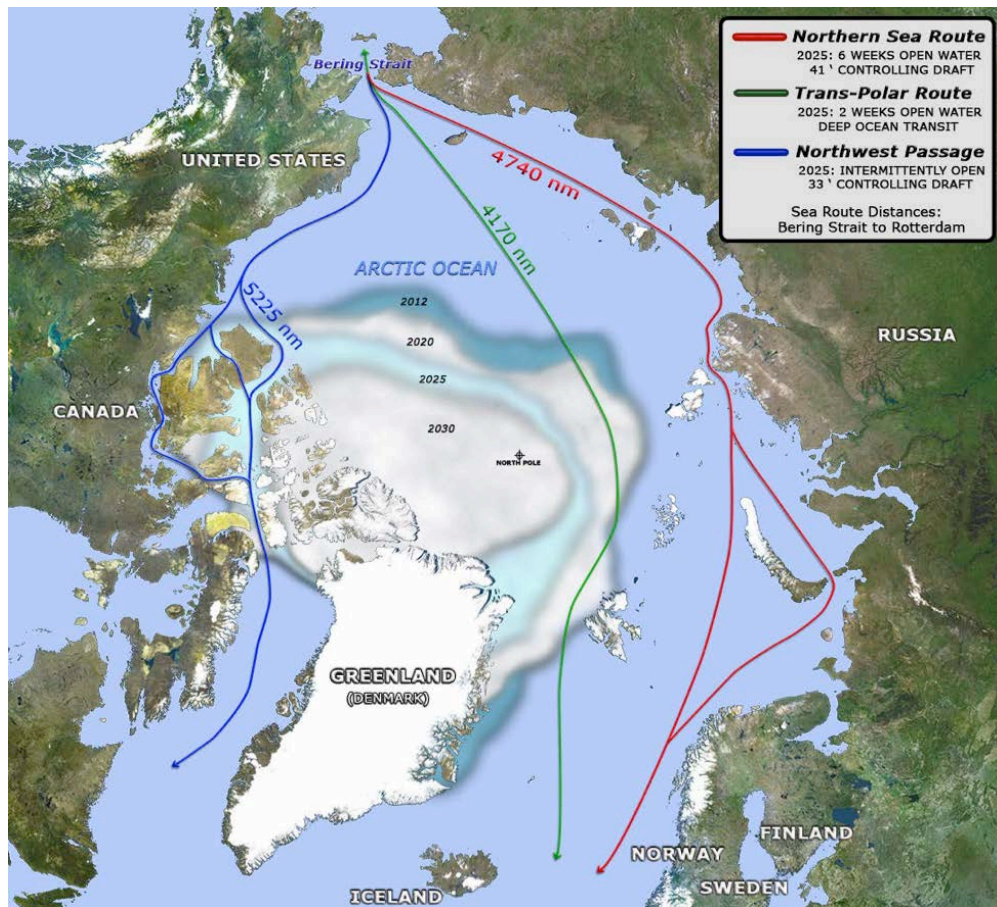 Northern Sea Route
2025: 6 WEEKS OPEN WATER
41 ' CONTROLLING DRAFT
Trans-Polar Route
2025: 2 WEEKS OPEN WATER
DEEP OCEAN TRANSIT
Northwest Passage
2025: INTERMITTENTLY OPEN
33 ' CONTROLLING DRAFT
Sea Route Distances:
Bering Strait to Rotterdam
Bering Strait
UNITED STATES
4740 nm
4170 nm
ARCTIC OCEAN
5225 nm
2012
2020
2025
2030
NORTH POLE
RUSSIA
CANADA
GREENLAND
(DENMARK)
FINLAND
NORWAY
SWEDEN
ICELAND